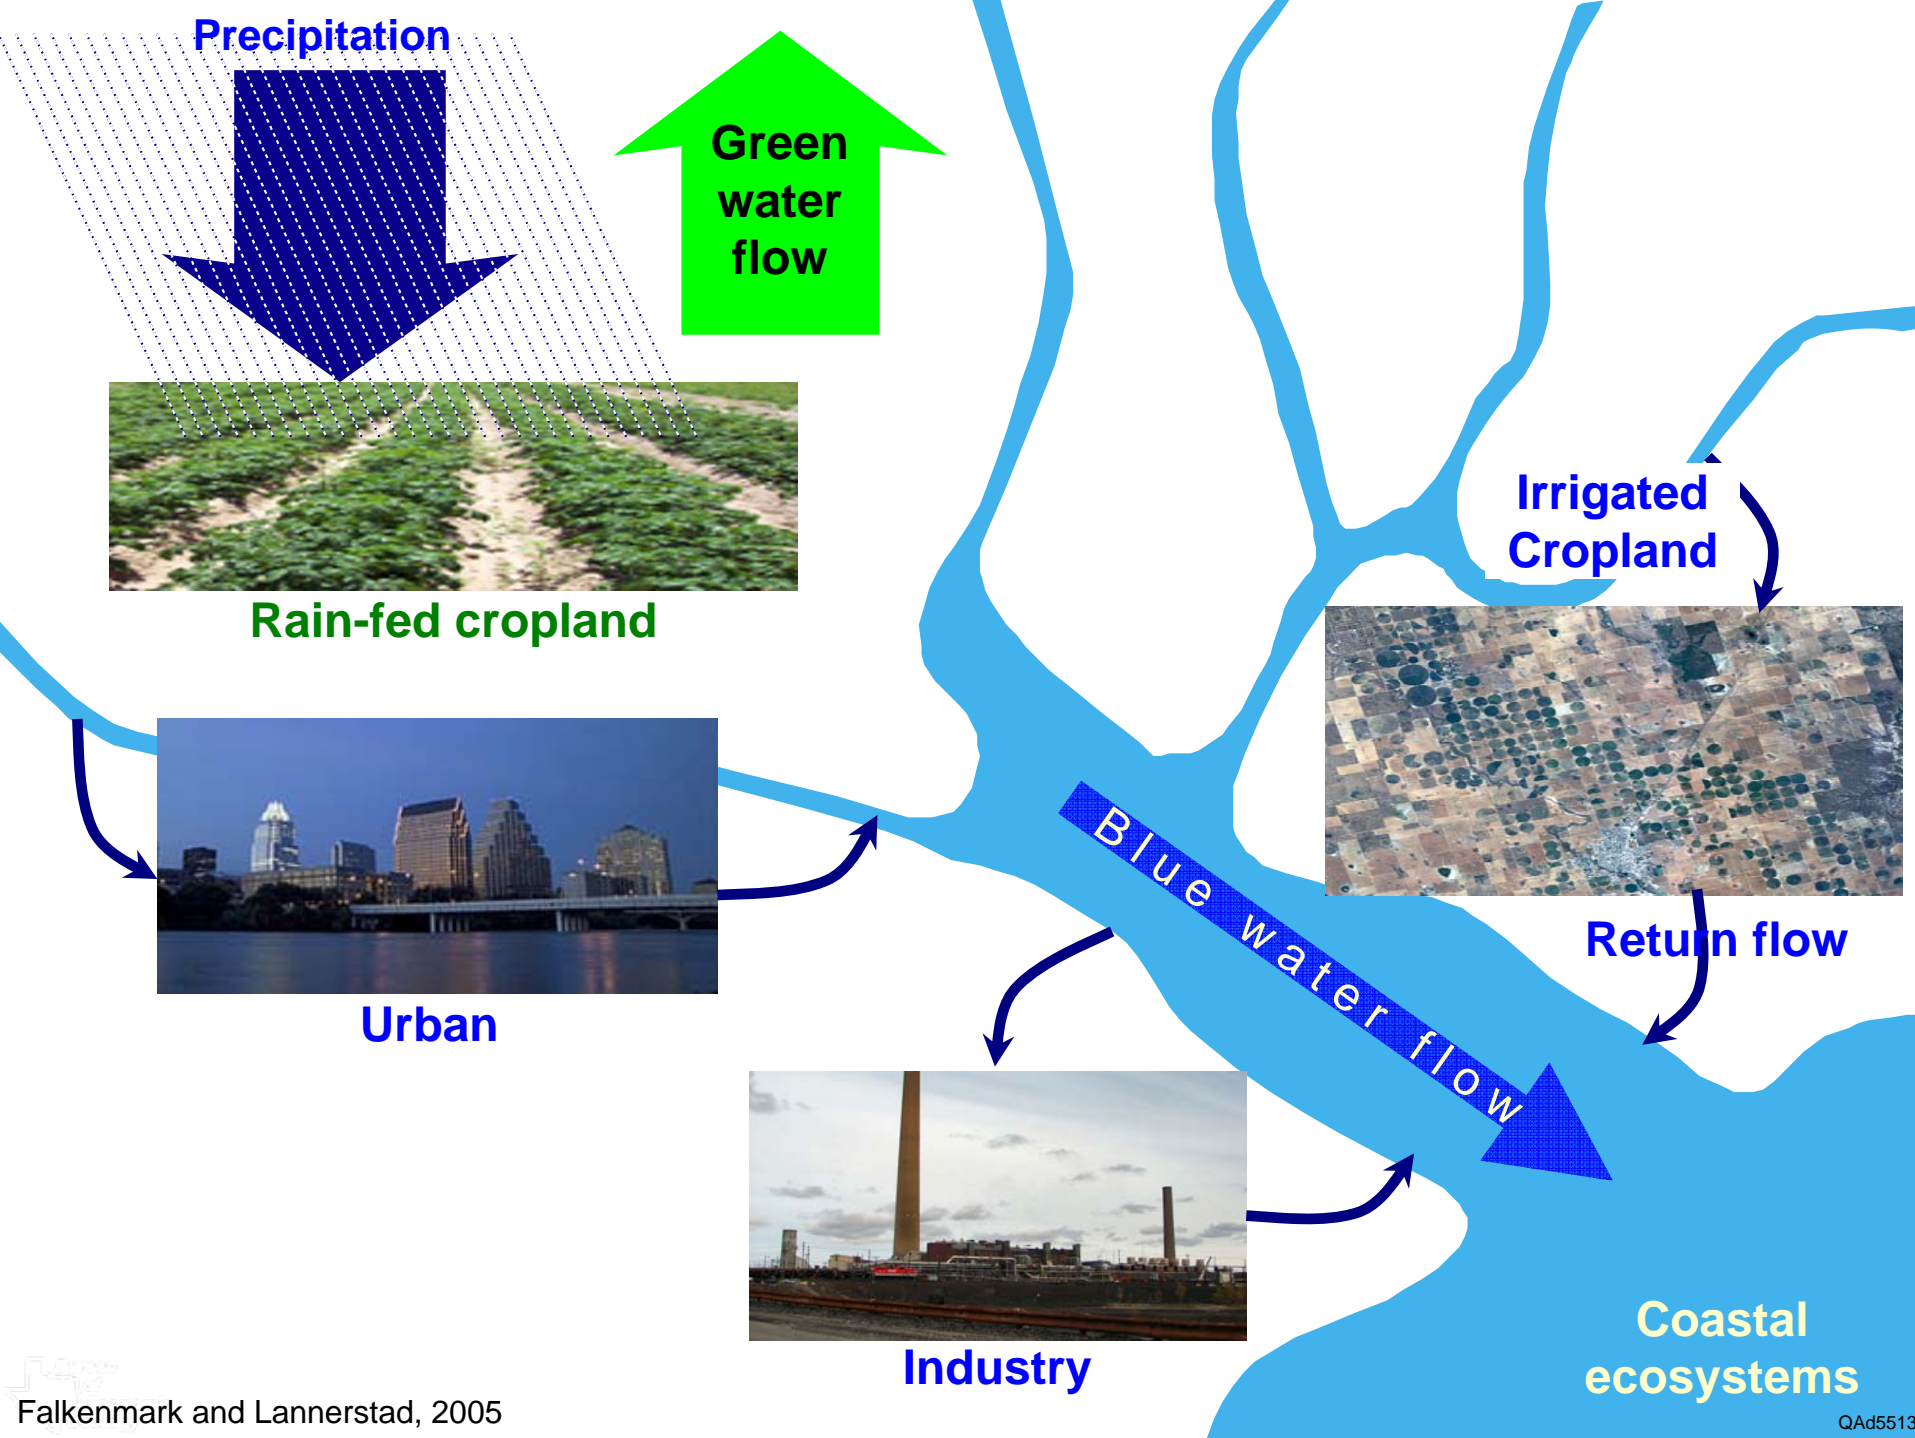 Precipitation
Green
water
flow
Rain-fed cropland
Irrigated
Cropland
Blue water flow
Return flow
Urban
Industry
Coastal
ecosystems
Falkenmark and Lannerstad, 2005
QAd5513